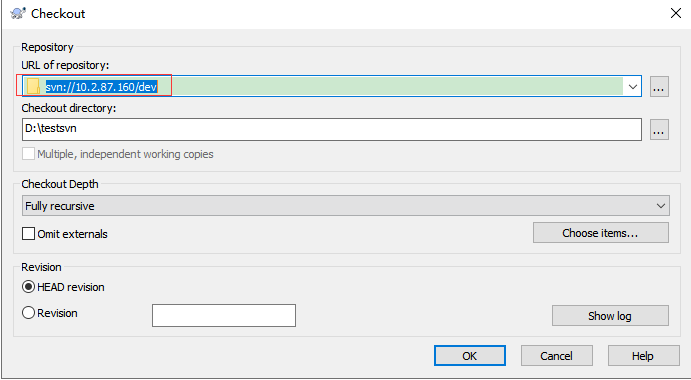 Checkout
Repository
URL of repository:
svn://10.2.87.160/dev
...
Checkout directory:
D:\testsvn
...
Multiple, independent working copies
Checkout Depth
Fully recursive
Omit externals
Choose items...
Revision
HEAD revision
Revision
Show log
OK Cancel Help